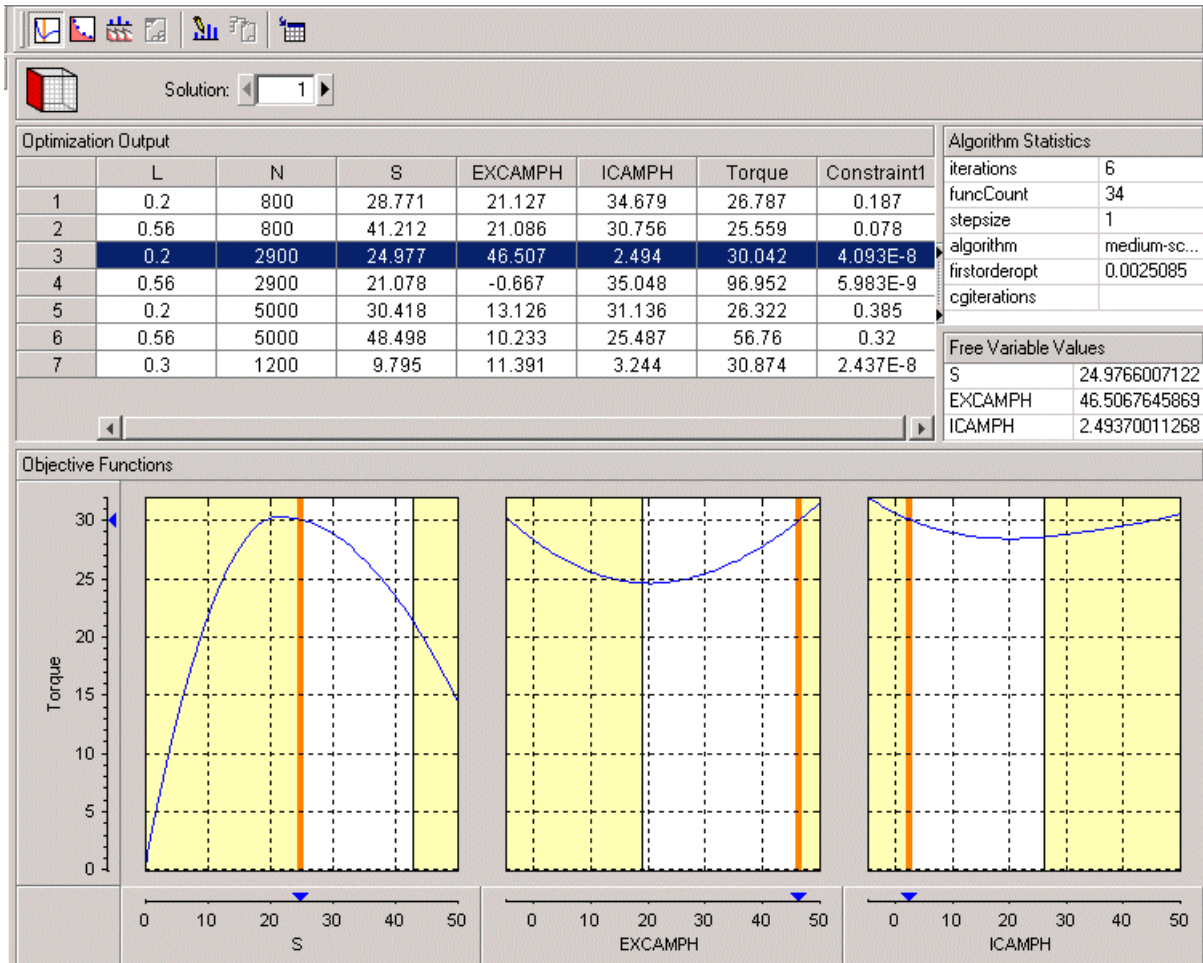 Solution: 1
Optimization Output
L N S EXCAMPH ICAMPH Torque Constraint1
1 0.2 800 28.771 21.127 34.679 26.787 0.187
2 0.56 800 41.212 21.086 30.756 25.559 0.078
3 0.2 2900 24.977 46.507 2.494 30.042 4.093E-8
4 0.56 2900 21.078 -0.667 35.048 96.952 5.983E-9
5 0.2 5000 30.418 13.126 31.136 26.322 0.385
6 0.56 5000 48.498 10.233 25.487 56.76 0.32
7 0.3 1200 9.795 11.391 3.244 30.874 2.437E-8
Algorithm Statistics
iterations 6
funcCount 34
stepsize 1
algorithm medium-sc...
firstorderopt 0.0025085
cgiterations
Free Variable Values
S 24.9766007122
EXCAMPH 46.5067645869
ICAMPH 2.49370011268
Objective Functions
Torque
30
25
20
15
10
5
0
0 10 20 30 40 50
S
0 10 20 30 40 50
EXCAMPH
0 10 20 30 40 50
ICAMPH